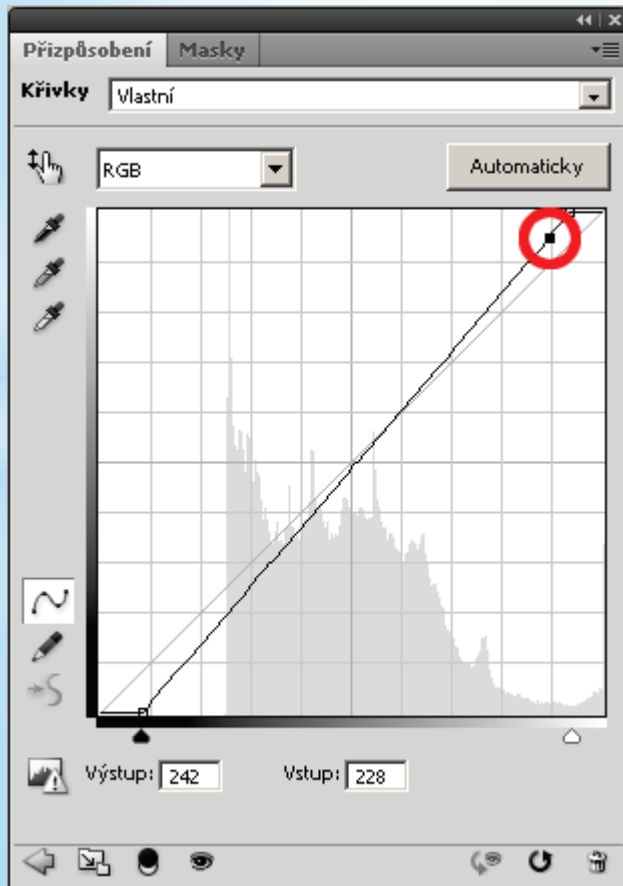 Přizpůsobení Masky
Křivky Vlastní
RGB Automaticky
Výstup: 242 Vstup: 228